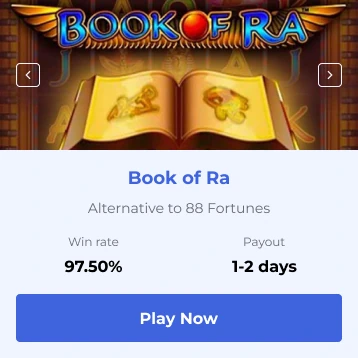 BOOK OF RA™
Book of Ra
Alternative to 88 Fortunes
Win rate
Payout
97.50%
1-2 days
Play Now